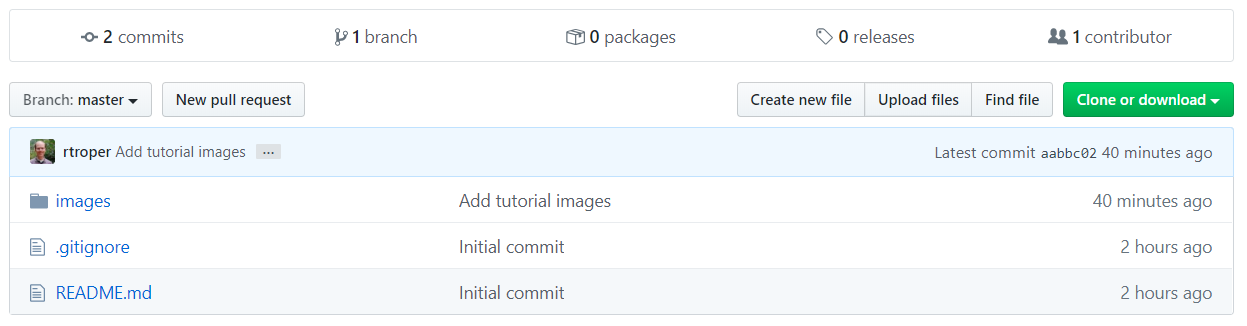 2 commits 1 branch 0 packages 0 releases 1 contributor
Branch: master New pull request Create new file Upload files Find file Clone or download
rtroper Add tutorial images ... Latest commit aabbc02 40 minutes ago
images Add tutorial images 40 minutes ago
.gitignore Initial commit 2 hours ago
README.md Initial commit 2 hours ago